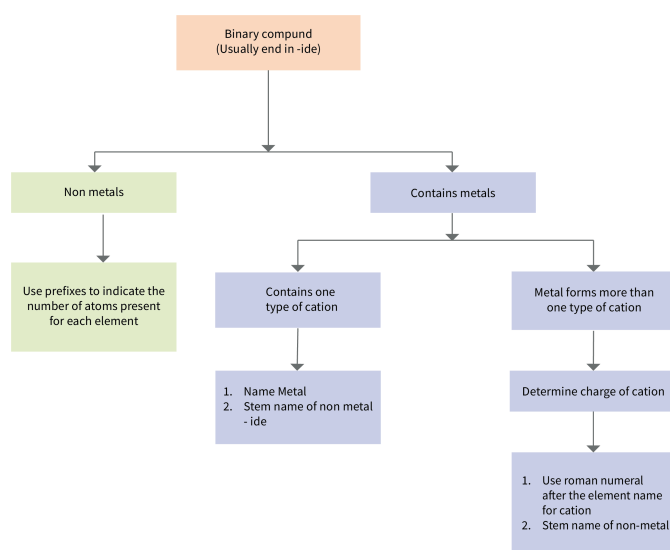 Binary compund
(Usually end in -ide)
Non metals
Contains metals
Use prefixes to indicate the
number of atoms present
for each element
Contains one
type of cation
Metal forms more than
one type of cation
1. Name Metal
2. Stem name of non metal
- ide
Determine charge of cation
1. Use roman numeral
after the element name
for cation
2. Stem name of non-metal